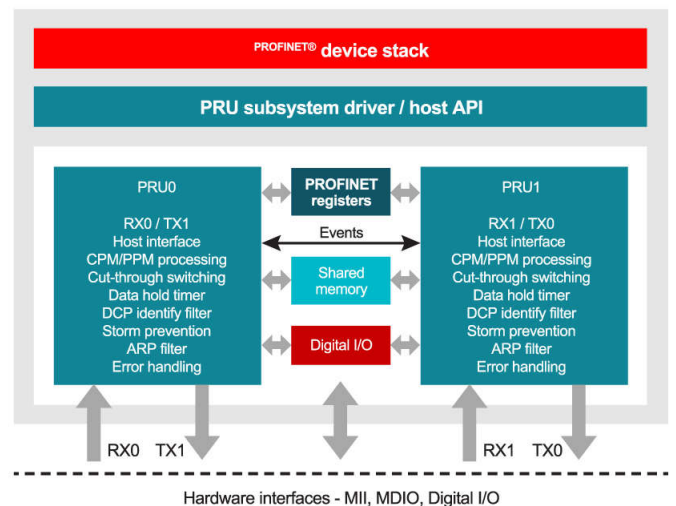 PROFINET® device stack
PRU subsystem driver / host API
PRU0
RX0 / TX1
Host interface
CPM/PPM processing
Cut-through switching
Data hold timer
DCP identify filter
Storm prevention
ARP filter
Error handling
PROFINET
registers
Events
Shared
memory
Digital I/O
PRU1
RX1 / TX0
Host interface
CPM/PPM processing
Cut-through switching
Data hold timer
DCP identify filter
Storm prevention
ARP filter
Error handling
RX0 TX1
RX1 TX0
Hardware interfaces - MII, MDIO, Digital I/O